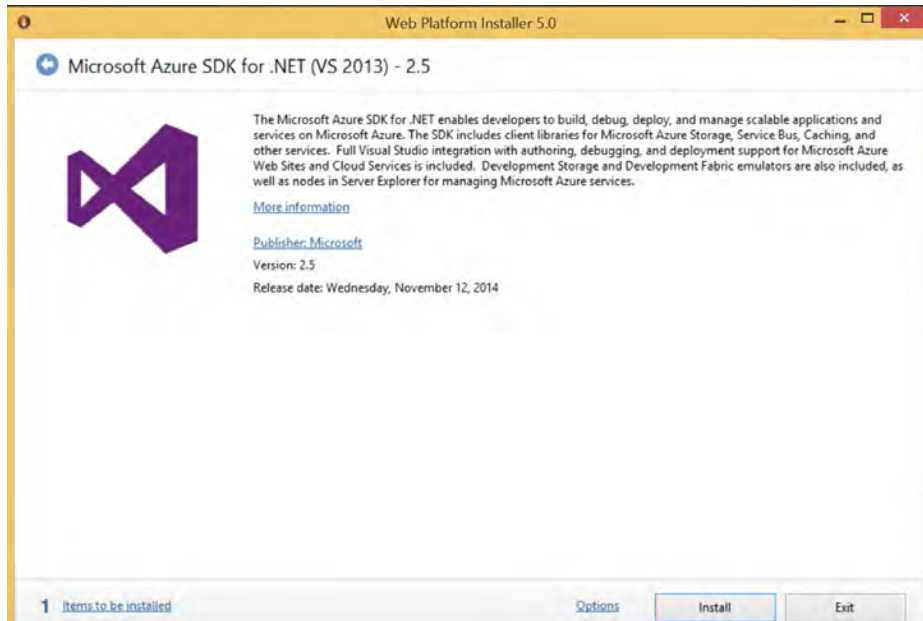 Web Platform Installer 5.0
Microsoft Azure SDK for .NET (VS 2013) - 2.5
The Microsoft Azure SDK for .NET enables developers to build, debug, deploy, and manage scalable applications and
services on Microsoft Azure. The SDK includes client libraries for Microsoft Azure Storage, Service Bus, Caching, and
other services. Full Visual Studio integration with authoring, debugging, and deployment support for Microsoft Azure
Web Sites and Cloud Services is included. Development Storage and Development Fabric emulators are also included, as
well as nodes in Server Explorer for managing Microsoft Azure services.
More information
Publisher: Microsoft
Version: 2.5
Release date: Wednesday, November 12, 2014
1 Items to be installed Options Install Exit